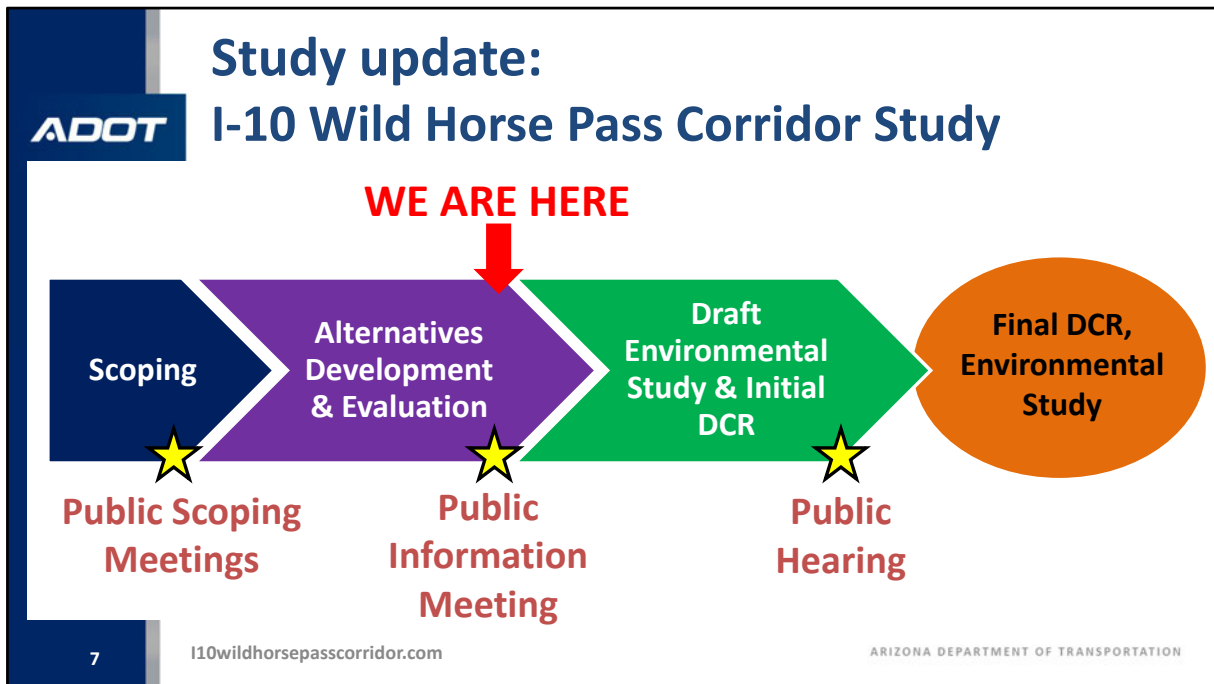 Study update:
I-10 Wild Horse Pass Corridor Study
ADOT
WE ARE HERE
Scoping
Alternatives
Development
& Evaluation
Draft
Environmental
Study & Initial
DCR
Final DCR,
Environmental
Study
Public Scoping
Meetings
Public
Information
Meeting
Public
Hearing
7
I10wildhorsepasscorridor.com
ARIZONA DEPARTMENT OF TRANSPORTATION